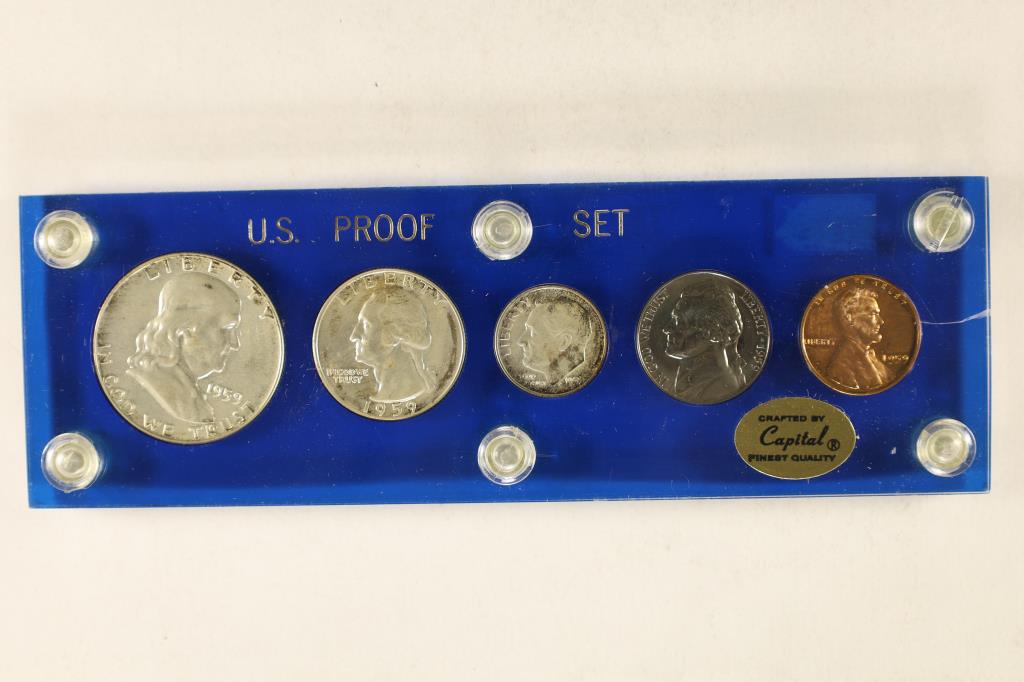 U.S. PROOF SET
LIBERTY
1959
IN GOD WE TRUST
LIBERTY
IN GOD WE
TRUST
1959
LIBERTY
IN GOD WE TRUST
LIBERTY 1959
IN GOD WE TRUST
LIBERTY
1959
CRAFTED BY
Capital ®
FINEST QUALITY